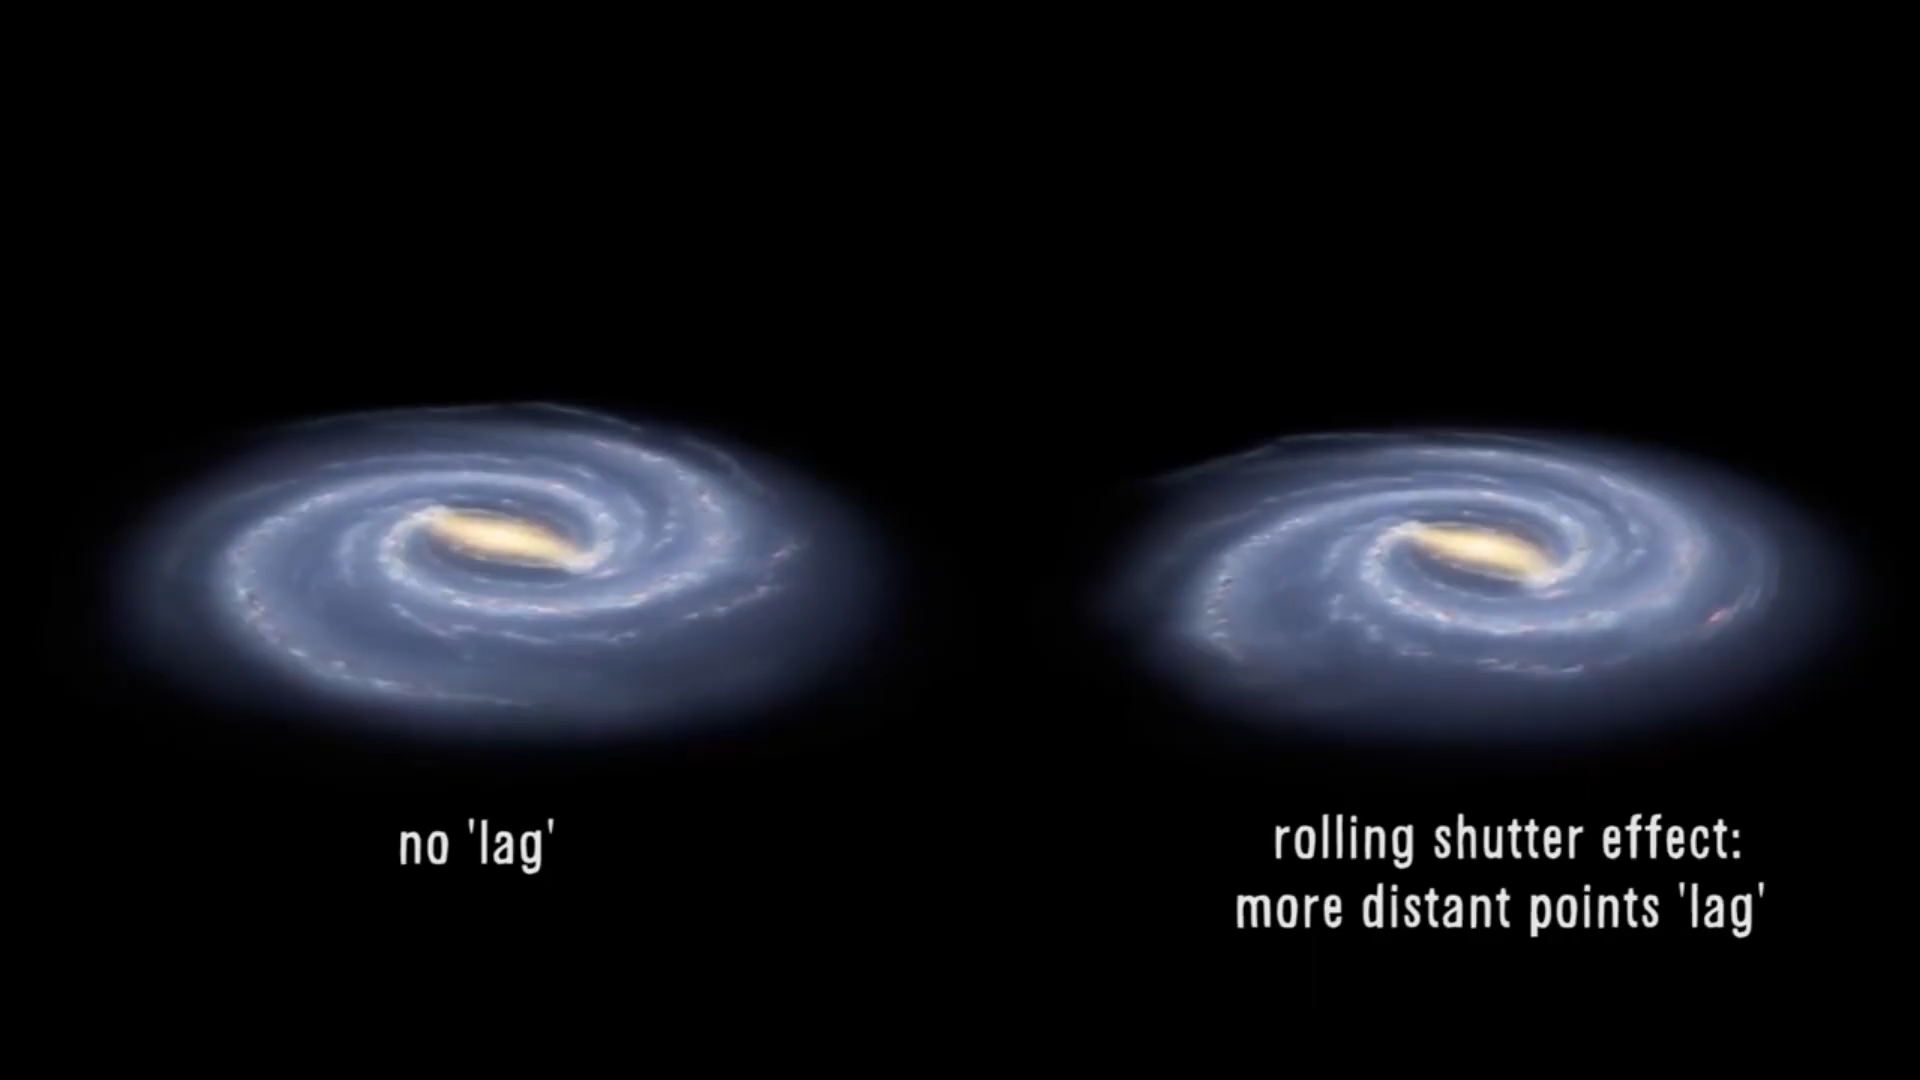 no 'lag'
rolling shutter effect:
more distant points 'lag'